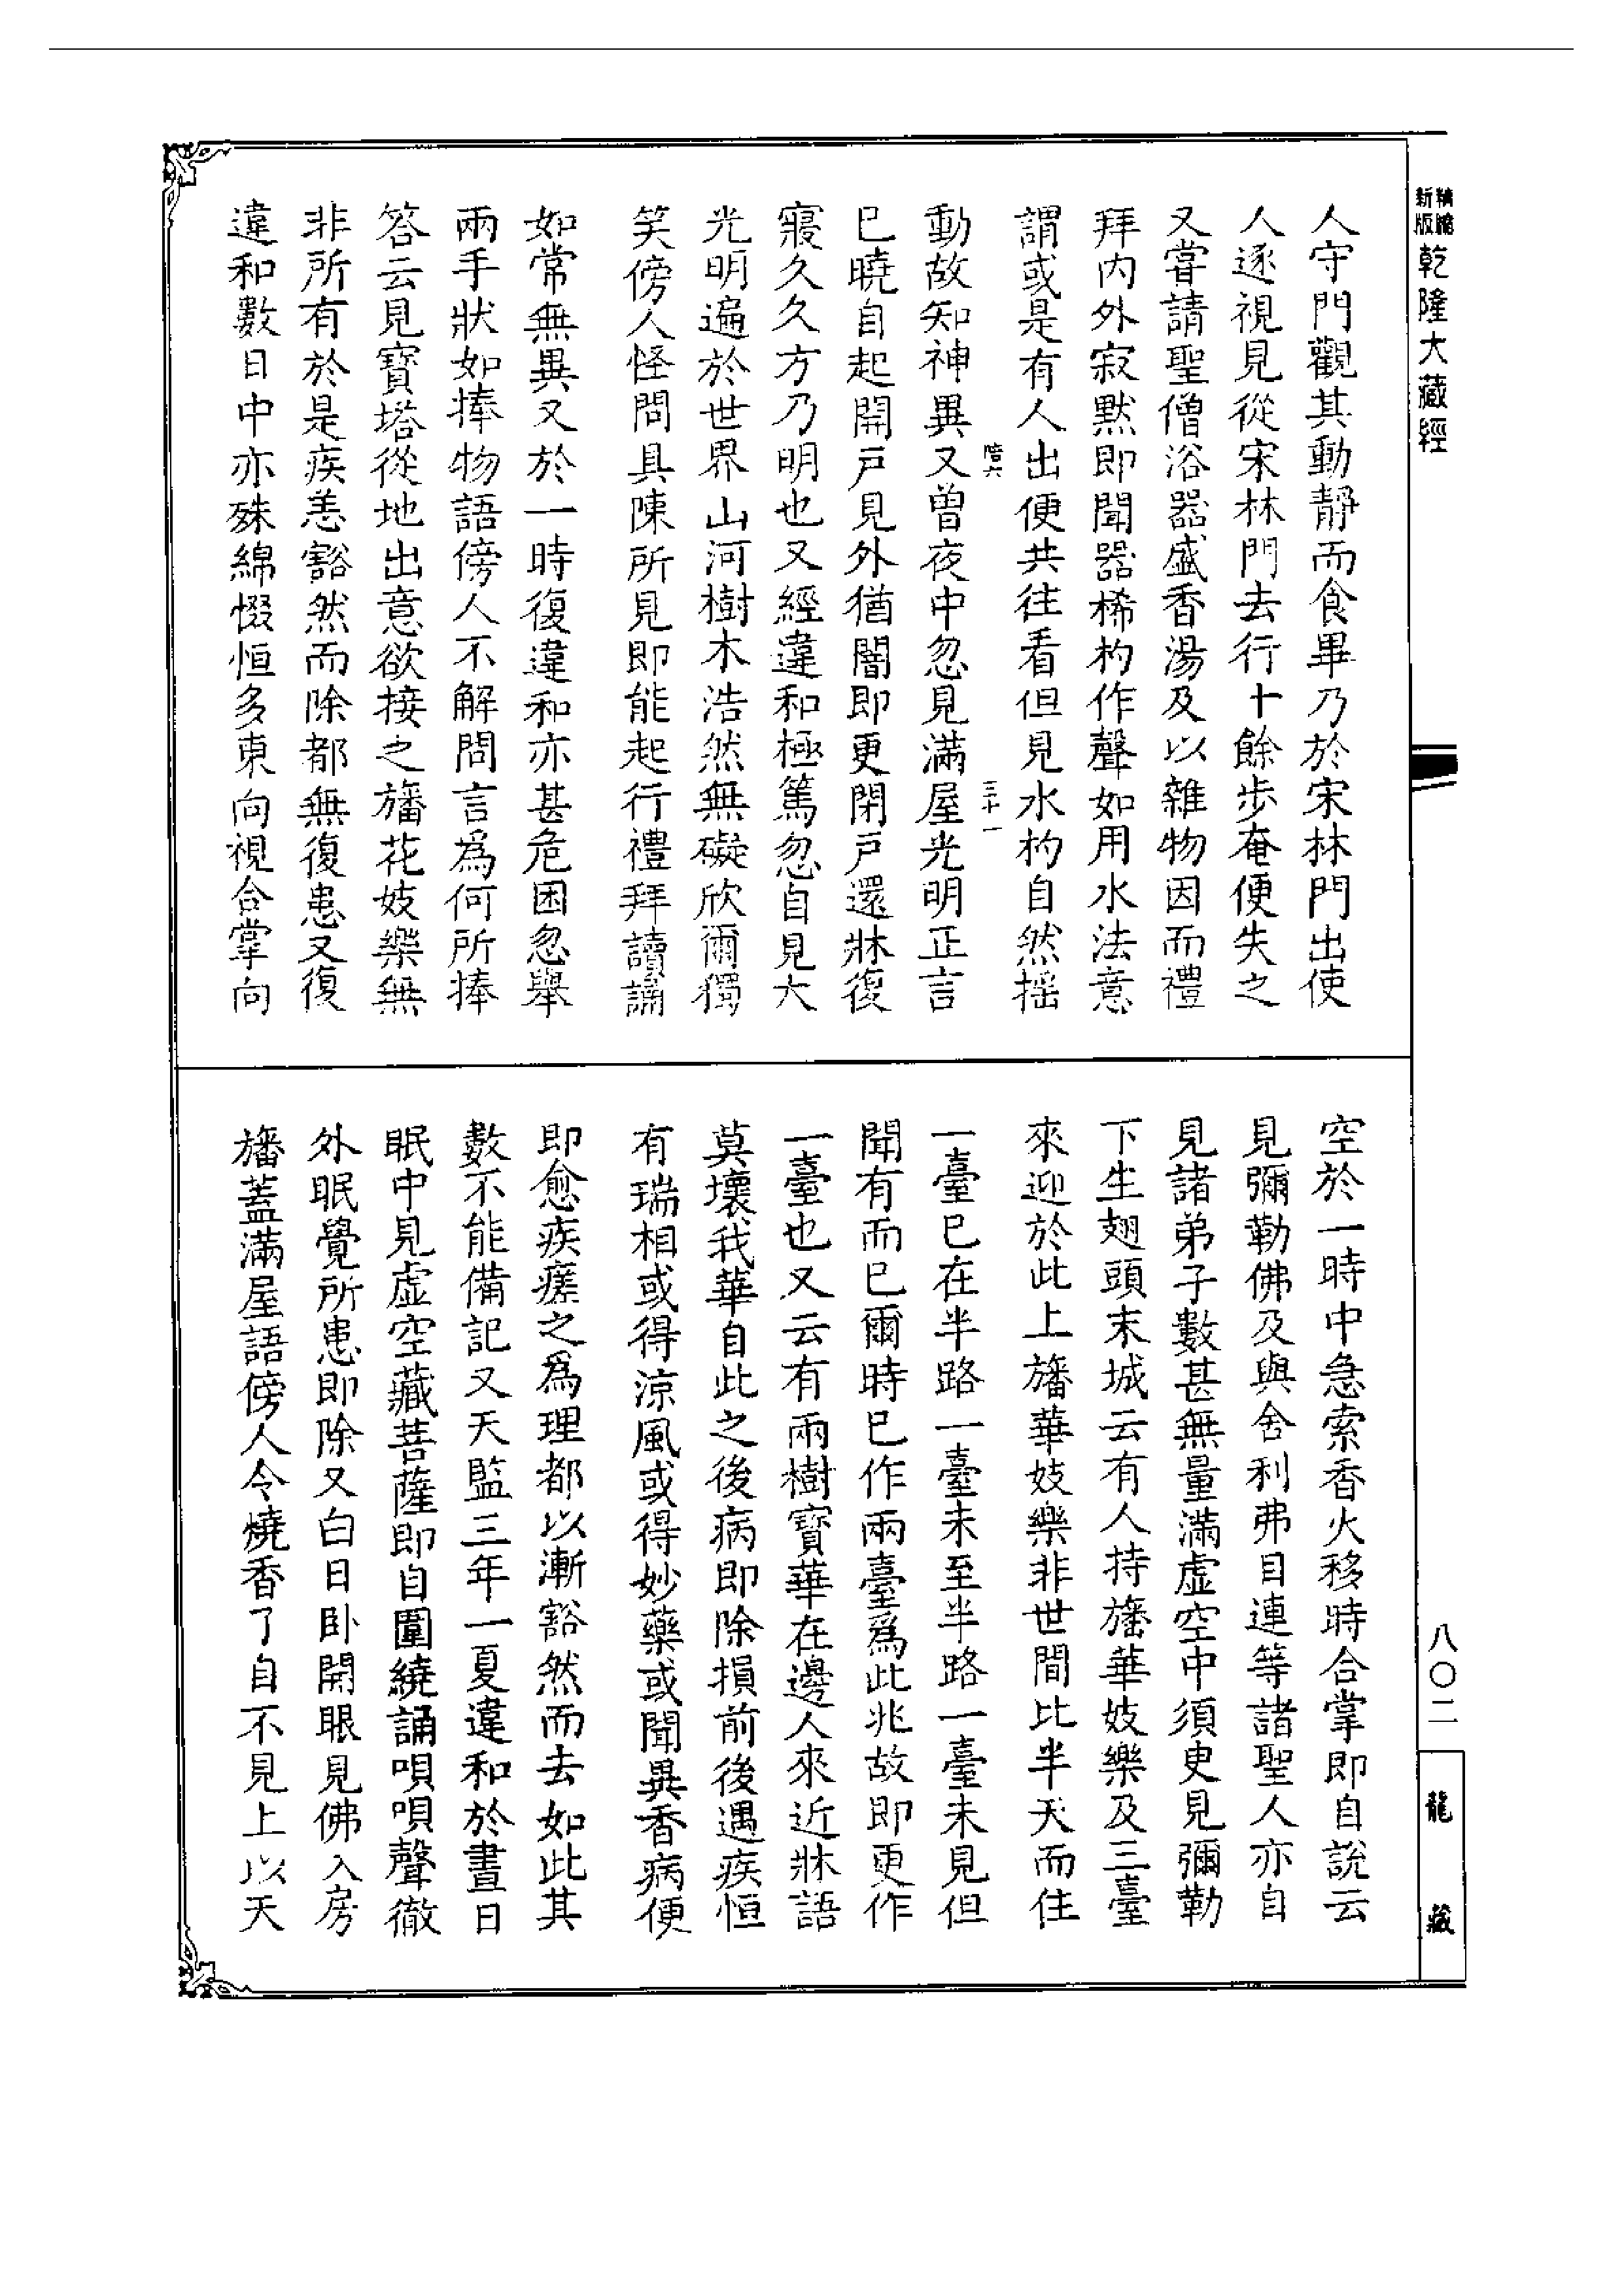 新版
乾隆大藏經
人守門觀其動靜而食畢乃於宋林門出使
人逐視見從宋林門去行十餘步奄便失之
又甞請聖僧浴器盛香湯及以雜物因而禮
拜内外寂黙即聞器桸杓作聲如用水法意
謂或是有人出便共往看但見水杓自然摇
三十一
動故知神異又曾夜中忽見滿屋光明正言
已曉自起開戸見外猶闇即更閉戸還牀復
寢久久方乃明也又經違和極篤忽自見大
光明遍於世界山河樹木浩然無礙欣爾獨
笑傍人怪問具陳所見即能起行禮拜讀誦
如常無異又於一時復違和亦甚危困忽舉
兩手狀如捧物語傍人不解問言爲何所捧
答云見寶塔從地出意欲接之旛花妓樂無
非所有於是疾恙豁然而除都無復患又復
違和數日中亦殊綿惙恒多東向視合掌向
空於一時中急索香火移時合掌即自說云
見彌勒佛及與舍利弗目連等諸聖人亦自
見諸弟子數甚無量滿虚空中須叓見彌勒
下生翅頭末城云有人持旛華妓樂及三臺
來迎於此上旛華妓樂非世間比半天而住
一臺已在半路一臺未至半路一臺未見但
聞有而已爾時已作兩臺爲此兆故即更作
一臺也又云有兩樹寶華在邊人來近牀語
莫壞我華自此之後病即除損前後遇疾恒
有瑞相或得涼風或得妙藥或聞異香病便
即愈疾瘥之爲理都以漸豁然而去如此其
數不能備記又天監三年一夏違和於晝日
眠中見虚空藏菩薩即自圍繞誦唄唄聲徹
外眠覺所患即除又白日卧開眼見佛入房
旛蓋滿屋語傍人令燒香了自不見上以天
八〇二
龍藏